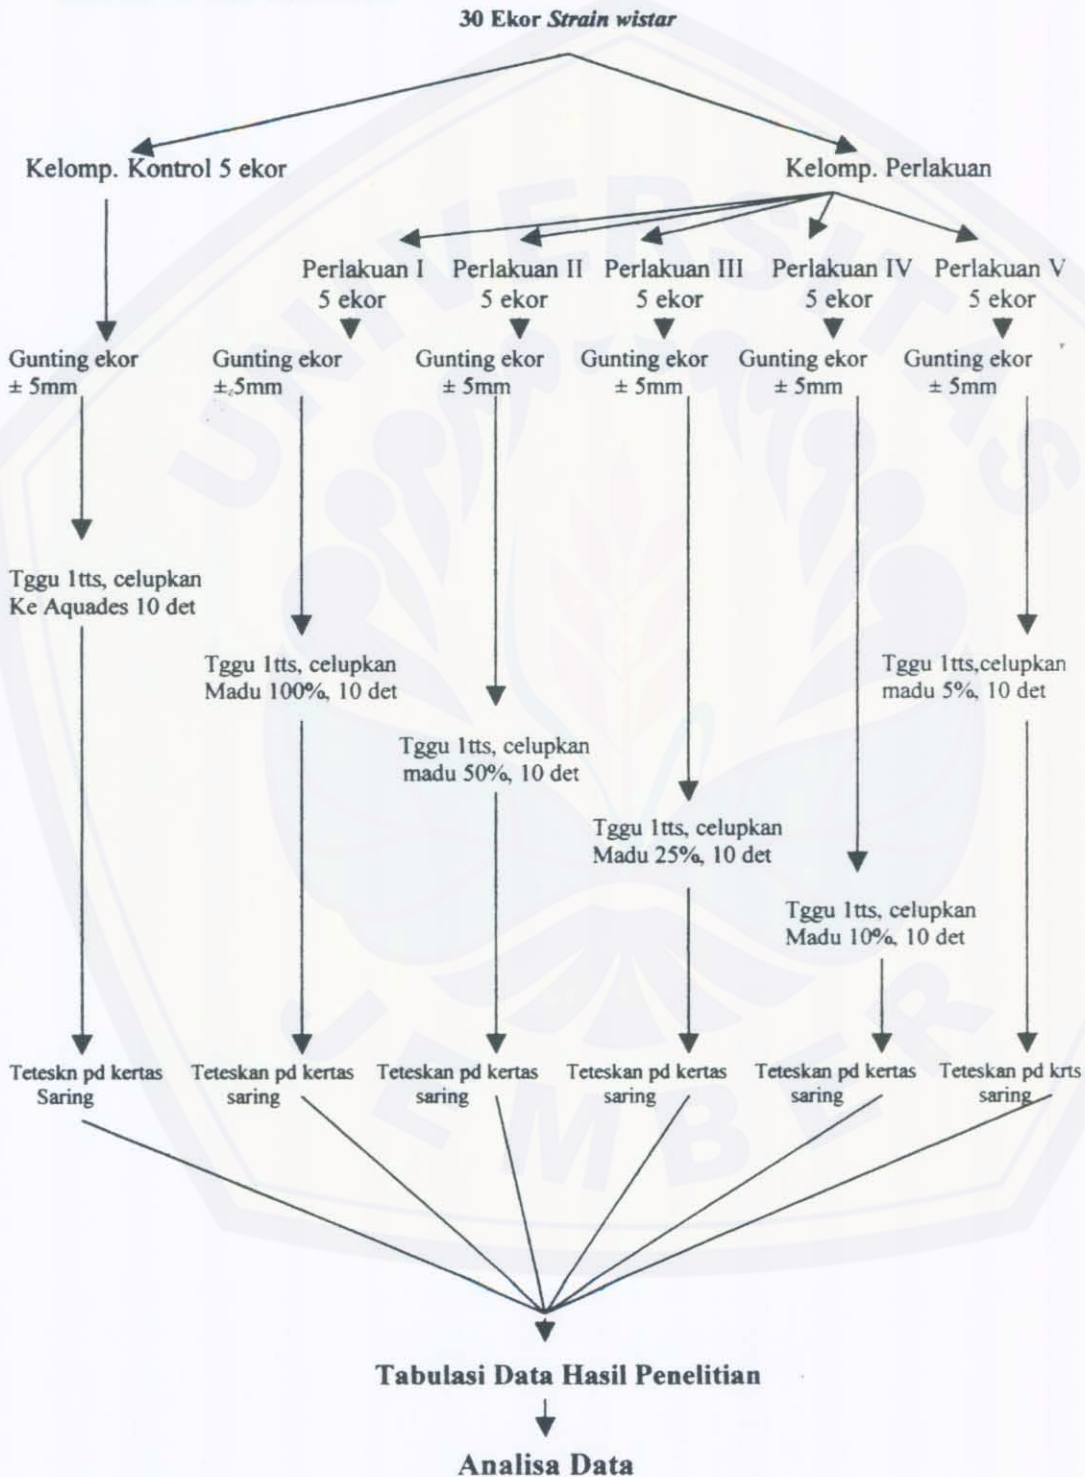 30 Ekor Strain wistar
Kelomp. Kontrol 5 ekor
Kelomp. Perlakuan
Perlakuan I
5 ekor
Perlakuan II
5 ekor
Perlakuan III
5 ekor
Perlakuan IV
5 ekor
Perlakuan V
5 ekor
Gunting ekor
± 5mm
Gunting ekor
± 5mm
Gunting ekor
± 5mm
Gunting ekor
± 5mm
Gunting ekor
± 5mm
Gunting ekor
± 5mm
Tggu 1tts, celupkan
Ke Aquades 10 det
Tggu 1tts, celupkan
Madu 100%, 10 det
Tggu 1tts, celupkan
madu 50%, 10 det
Tggu 1tts, celupkan
Madu 25%, 10 det
Tggu 1tts, celupkan
Madu 10%, 10 det
Tggu 1tts,celupkan
madu 5%, 10 det
Teteskn pd kertas
Saring
Teteskan pd kertas
saring
Teteskan pd kertas
saring
Teteskan pd kertas
saring
Teteskan pd kertas
saring
Teteskan pd krts
saring
Tabulasi Data Hasil Penelitian
Analisa Data
UNIVERSITAS
JEMBER